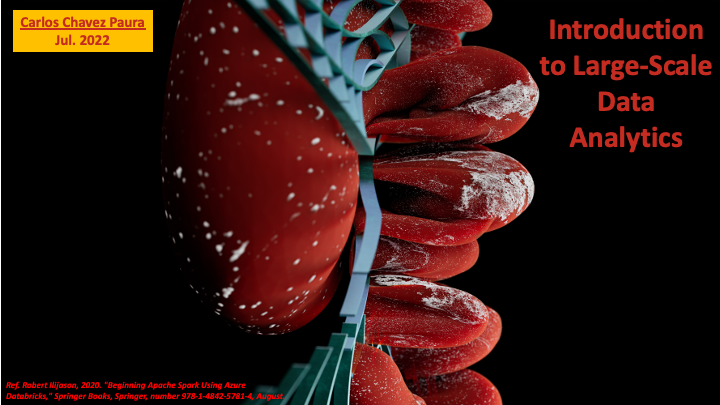 Carlos Chavez Paura
Jul. 2022
Introduction
to Large-Scale
Data
Analytics
Ref. Robert Ilijason, 2020. "Beginning Apache Spark Using Azure
Databricks," Springer Books, Springer, number 978-1-4842-5781-4, August.